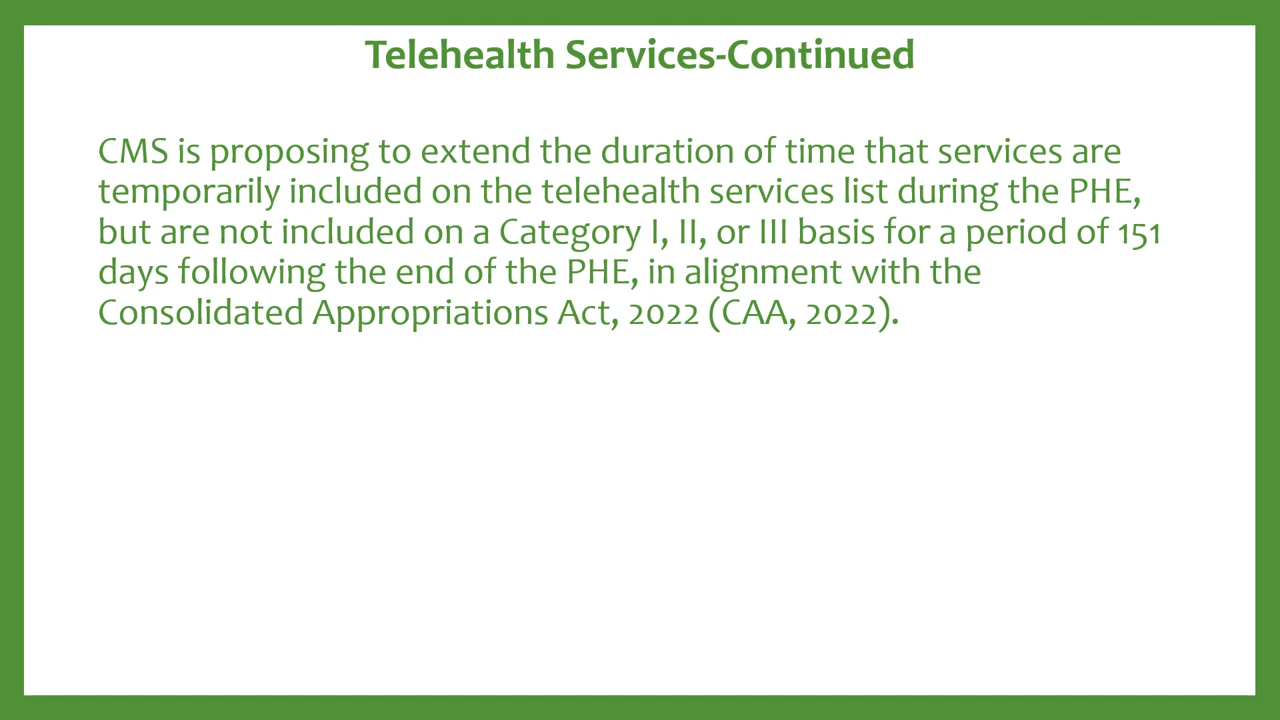 Telehealth Services-Continued
CMS is proposing to extend the duration of time that services are
temporarily included on the telehealth services list during the PHE,
but are not included on a Category I, II, or III basis for a period of 151
days following the end of the PHE, in alignment with the
Consolidated Appropriations Act, 2022 (CAA, 2022).